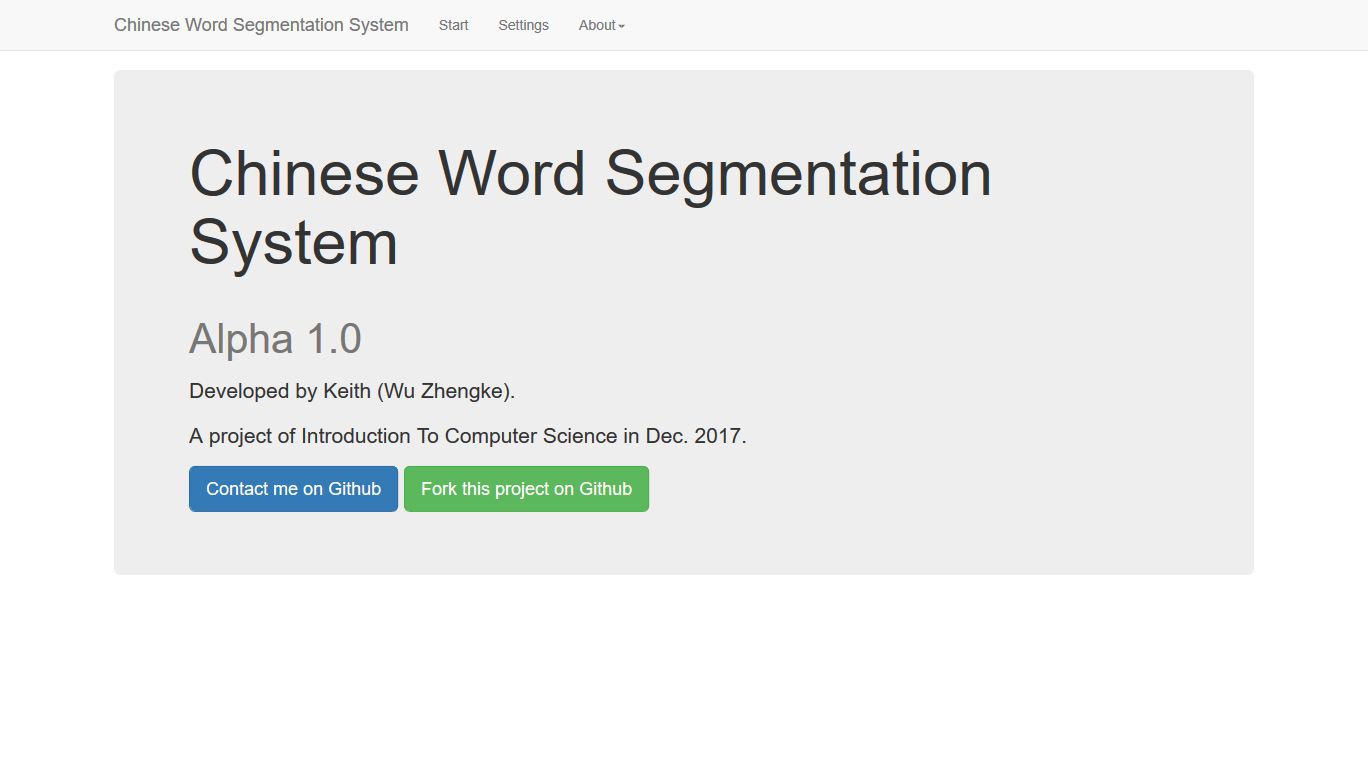 Chinese Word Segmentation System Start Settings About
Chinese Word Segmentation
System
Alpha 1.0
Developed by Keith (Wu Zhengke).
A project of Introduction To Computer Science in Dec. 2017.
Contact me on Github Fork this project on Github